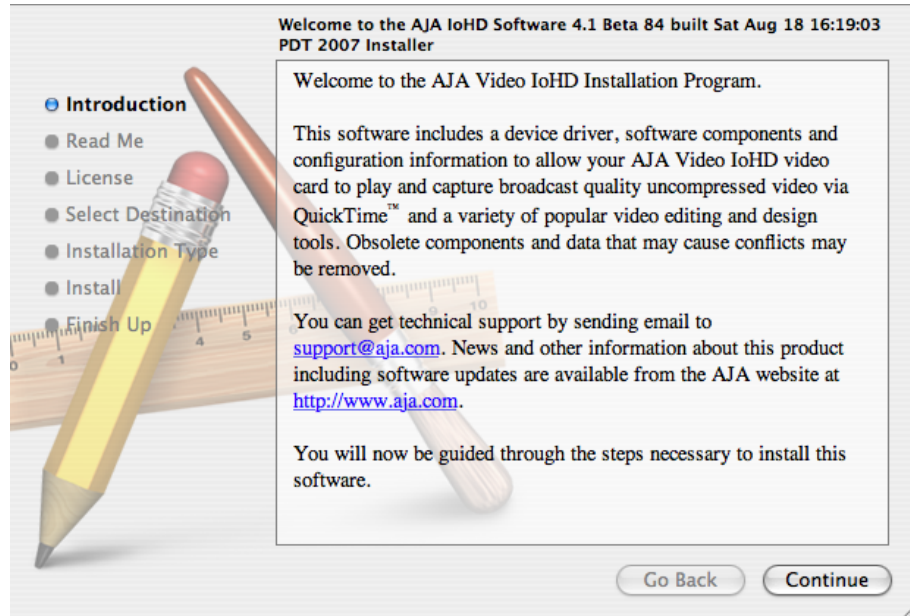 Welcome to the AJA IoHD Software 4.1 Beta 84 built Sat Aug 18 16:19:03
PDT 2007 Installer
Introduction
Read Me
License
Select Destination
Installation Type
Install
Finish Up
Welcome to the AJA Video IoHD Installation Program.
This software includes a device driver, software components and
configuration information to allow your AJA Video IoHD video
card to play and capture broadcast quality uncompressed video via
QuickTime™ and a variety of popular video editing and design
tools. Obsolete components and data that may cause conflicts may
be removed.
You can get technical support by sending email to
support@aja.com. News and other information about this product
including software updates are available from the AJA website at
http://www.aja.com.
You will now be guided through the steps necessary to install this
software.
0 1 4 5 6 9 10
Go Back
Continue